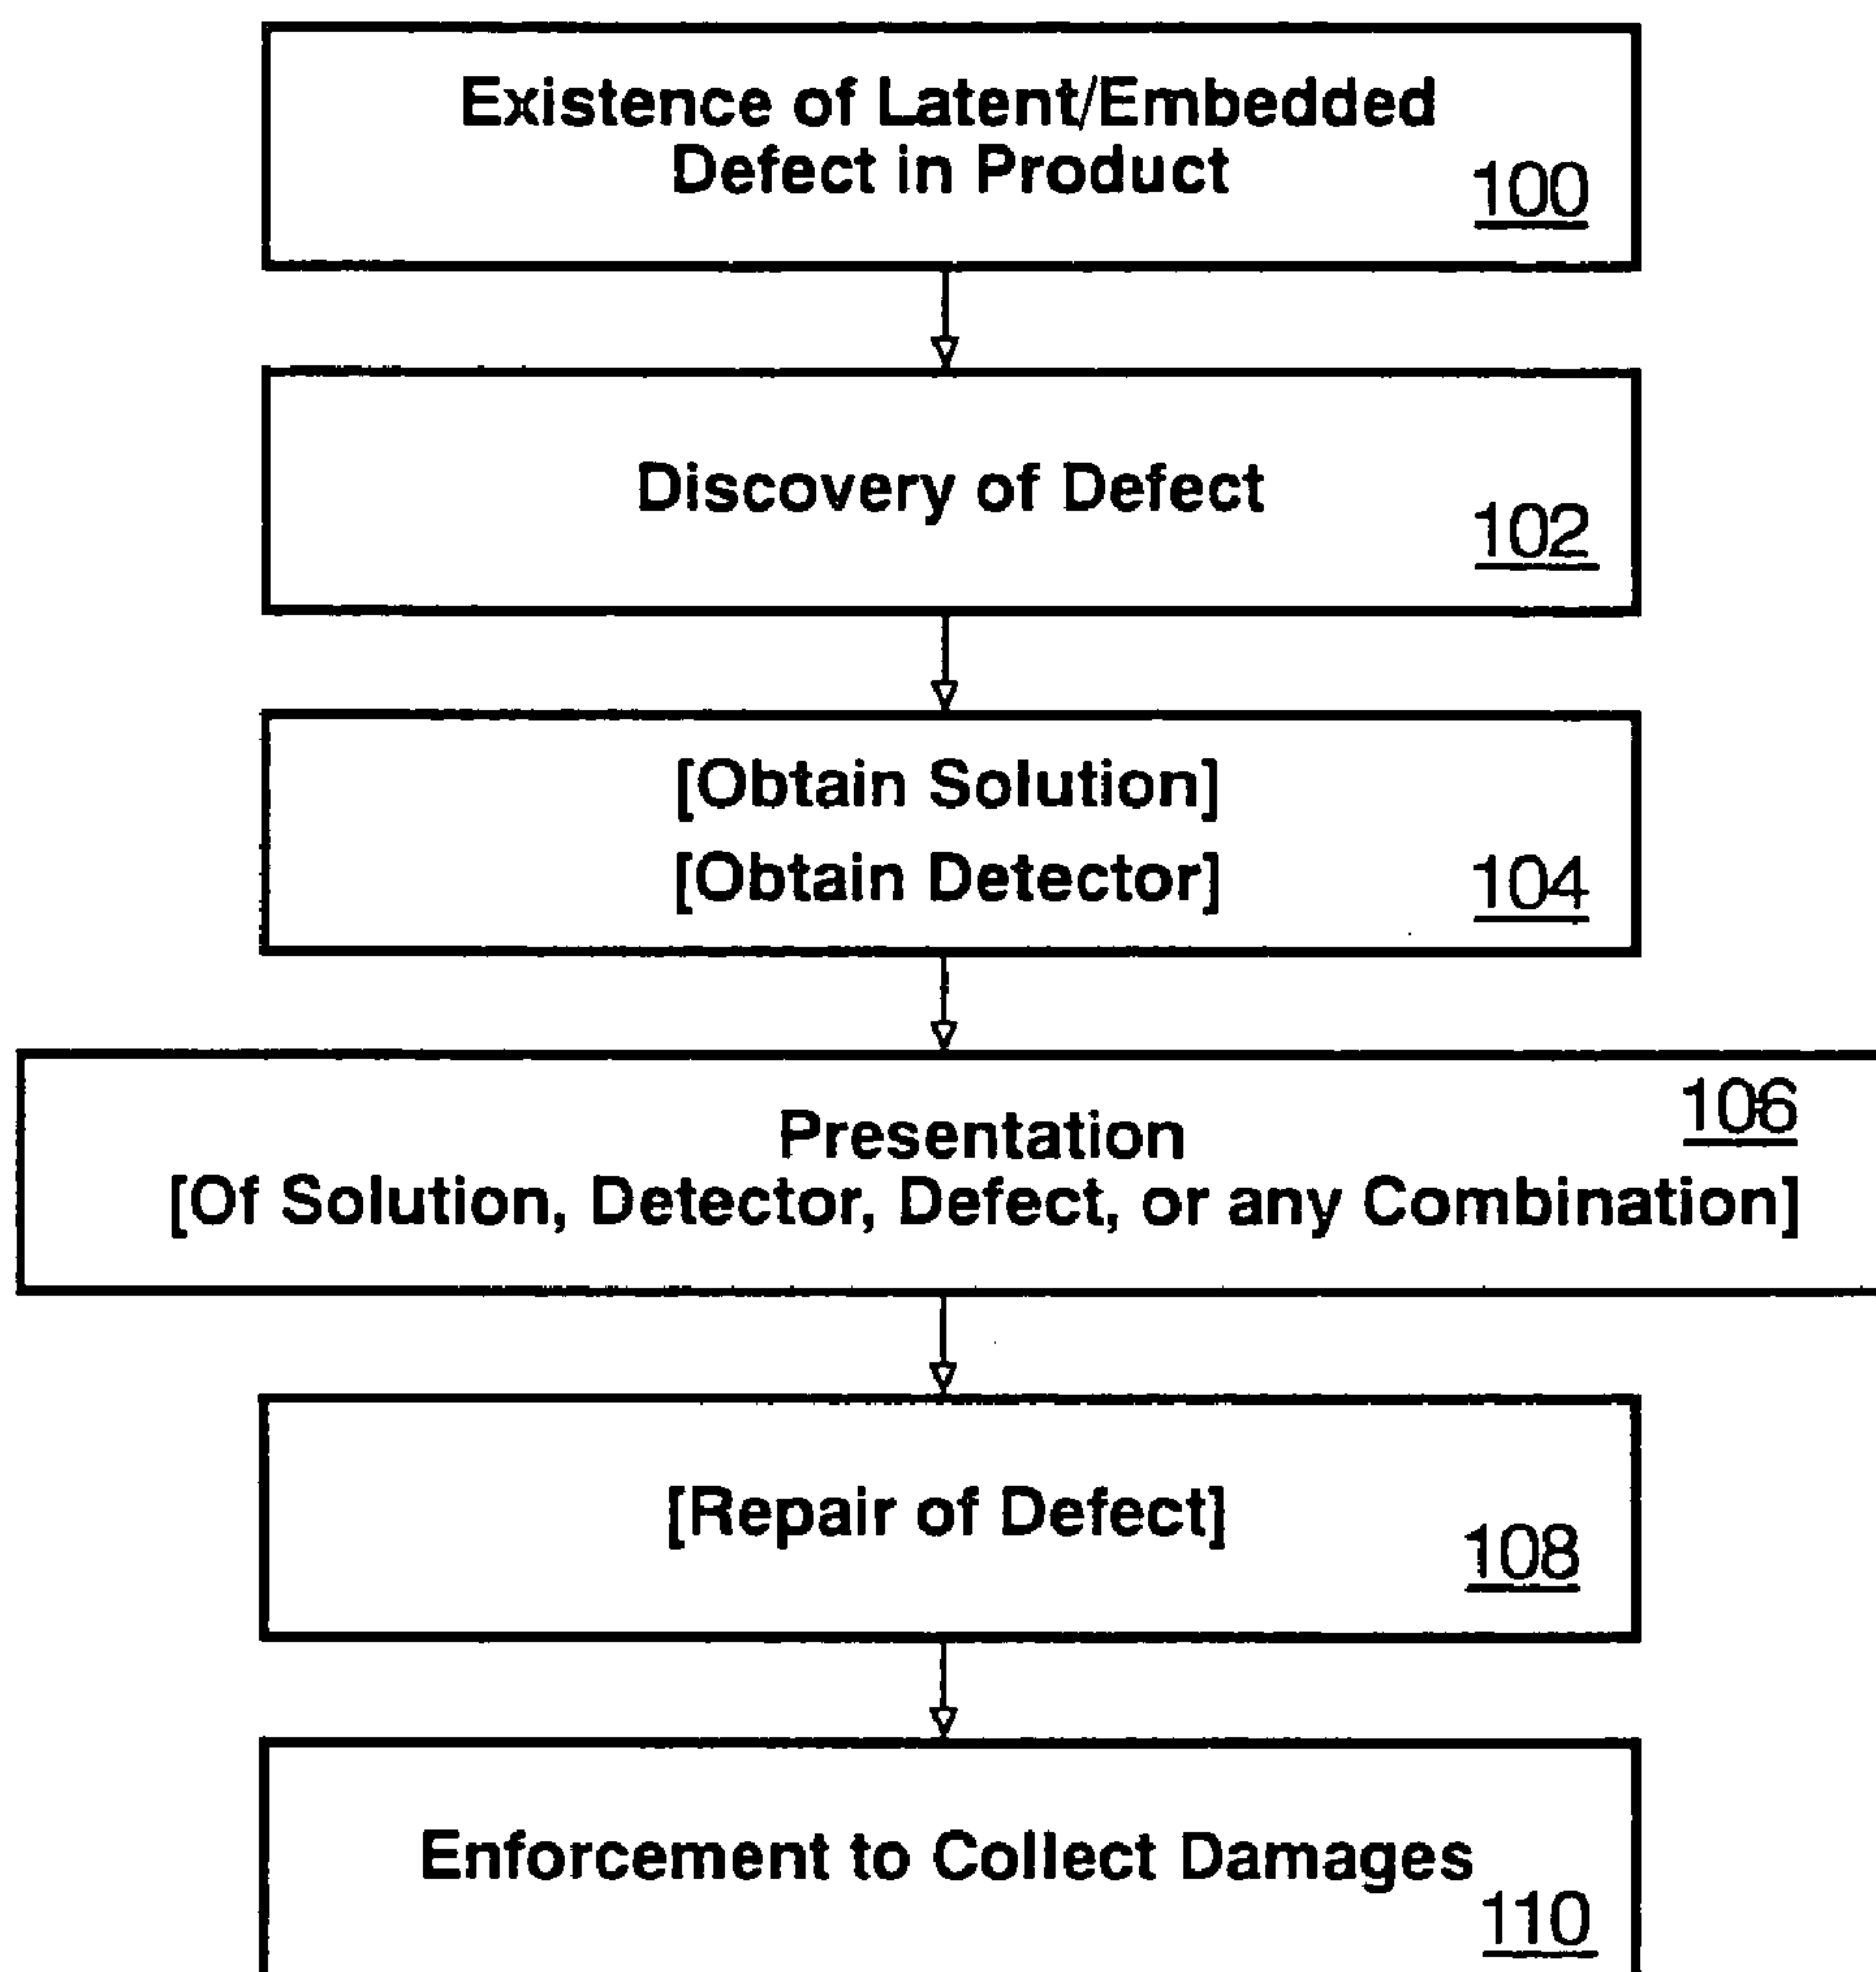 Existence of Latent/Embedded
Defect in Product
100
Discovery of Defect
102
[Obtain Solution]
[Obtain Detector]
104
106
Presentation
[Of Solution, Detector, Defect, or any Combination]
[Repair of Defect]
108
Enforcement to Collect Damages
110